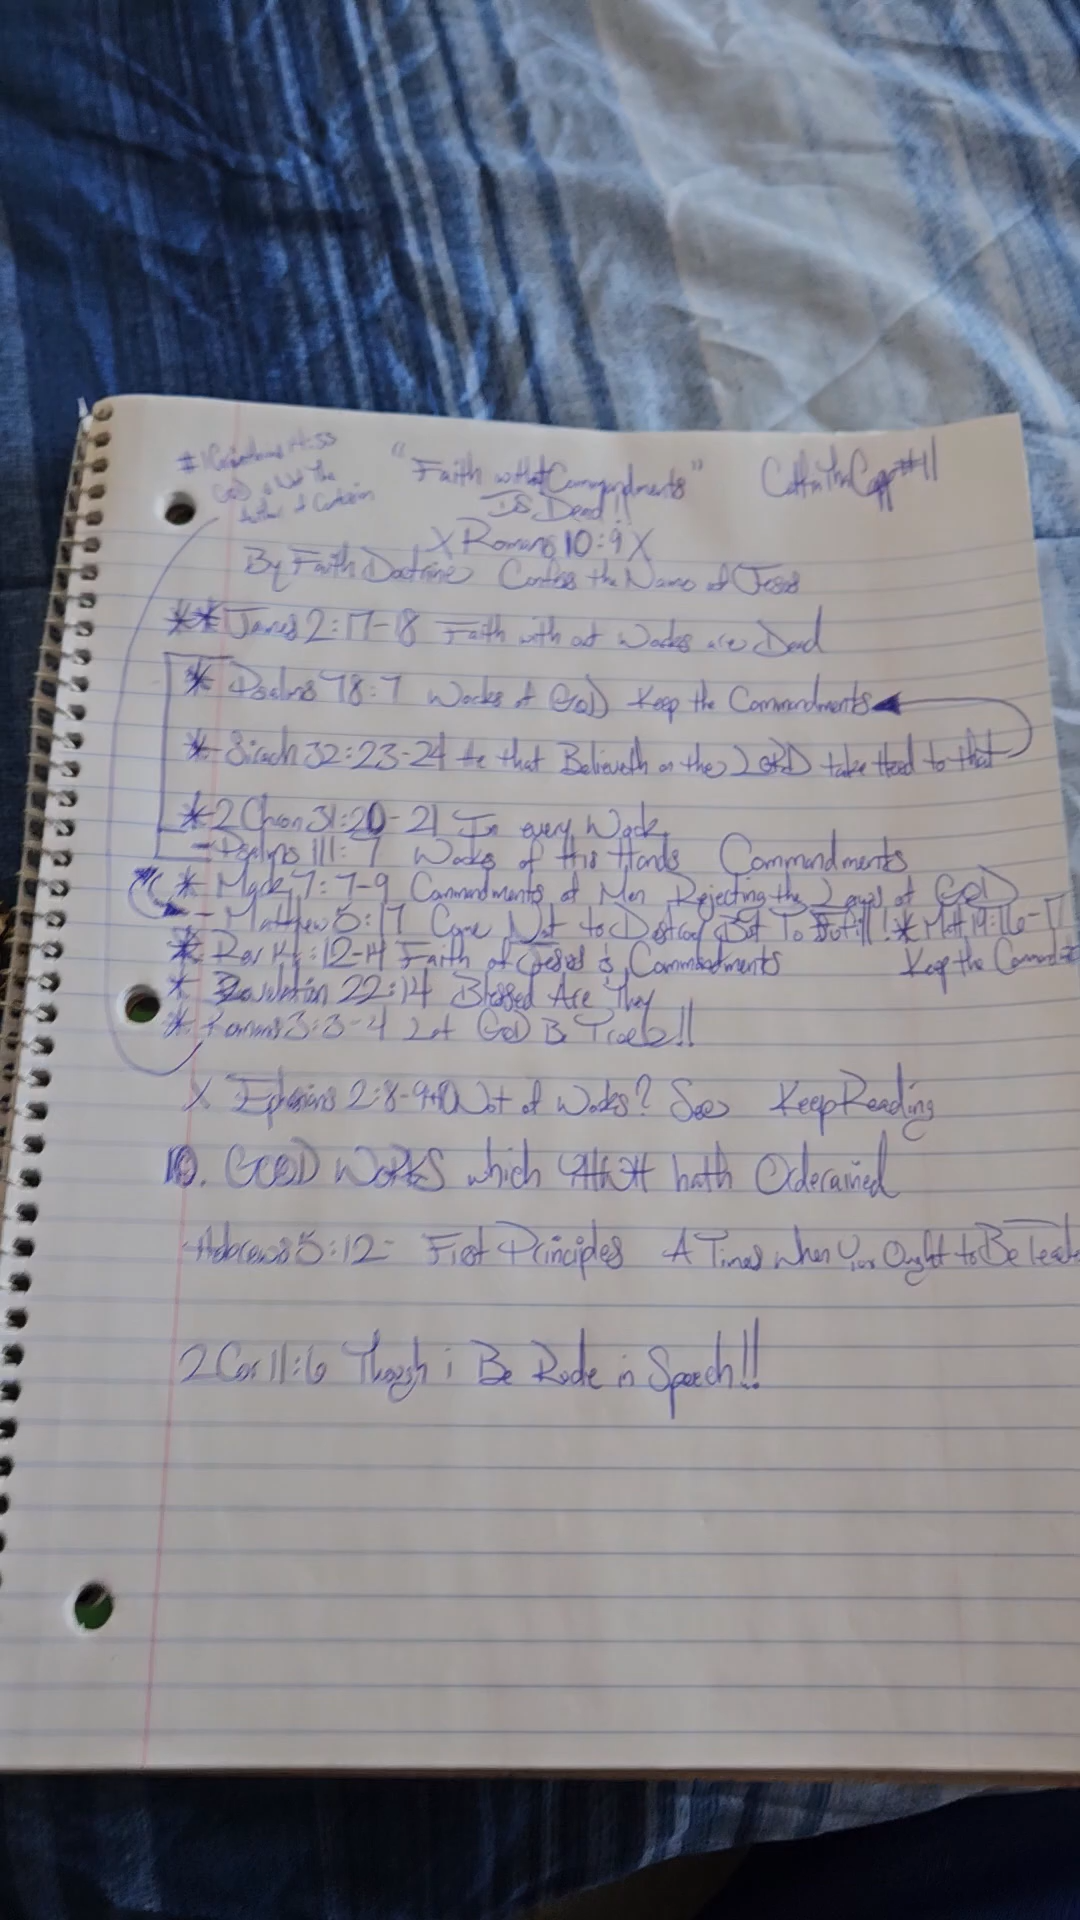 "Faith without Commandments"
Is Dead!!
God is Not The
Author of Confusion
X Romans 10:9 X
By Faith Doctrine Confess the Name of Jesus
** James 2:17-18 Faith with out Works are Dead
* Psalms 78:7 Works of GOD Keep the Commandments
* Sirach 32:23-24 He that Believeth on the LORD take Heed to that
* 2 Chron 31:20-21 In every Work
- Psalms 111:7 Works of His Hands Commandments
* Mark 7:7-9 Commandments of Men Rejecting the Laws of GOD
- Matthew 5:17 Came Not to Destroy But To Fulfill! * Matt 19:16-17
* Rev 14:12-14 Faith of Jesus & Commandments Keep the
* Revelation 22:14 Blessed Are They
* Romans 3:3-4 Let GOD Be True!!
X Ephesians 2:8-9 Not of Works? See Keep Reading
10. GOOD WORKS which hath Ordained
Hebrews 5:12- First Principles A Time when You Ought to Be
2 Cor 11:6 Though i Be Rude in Speech!!